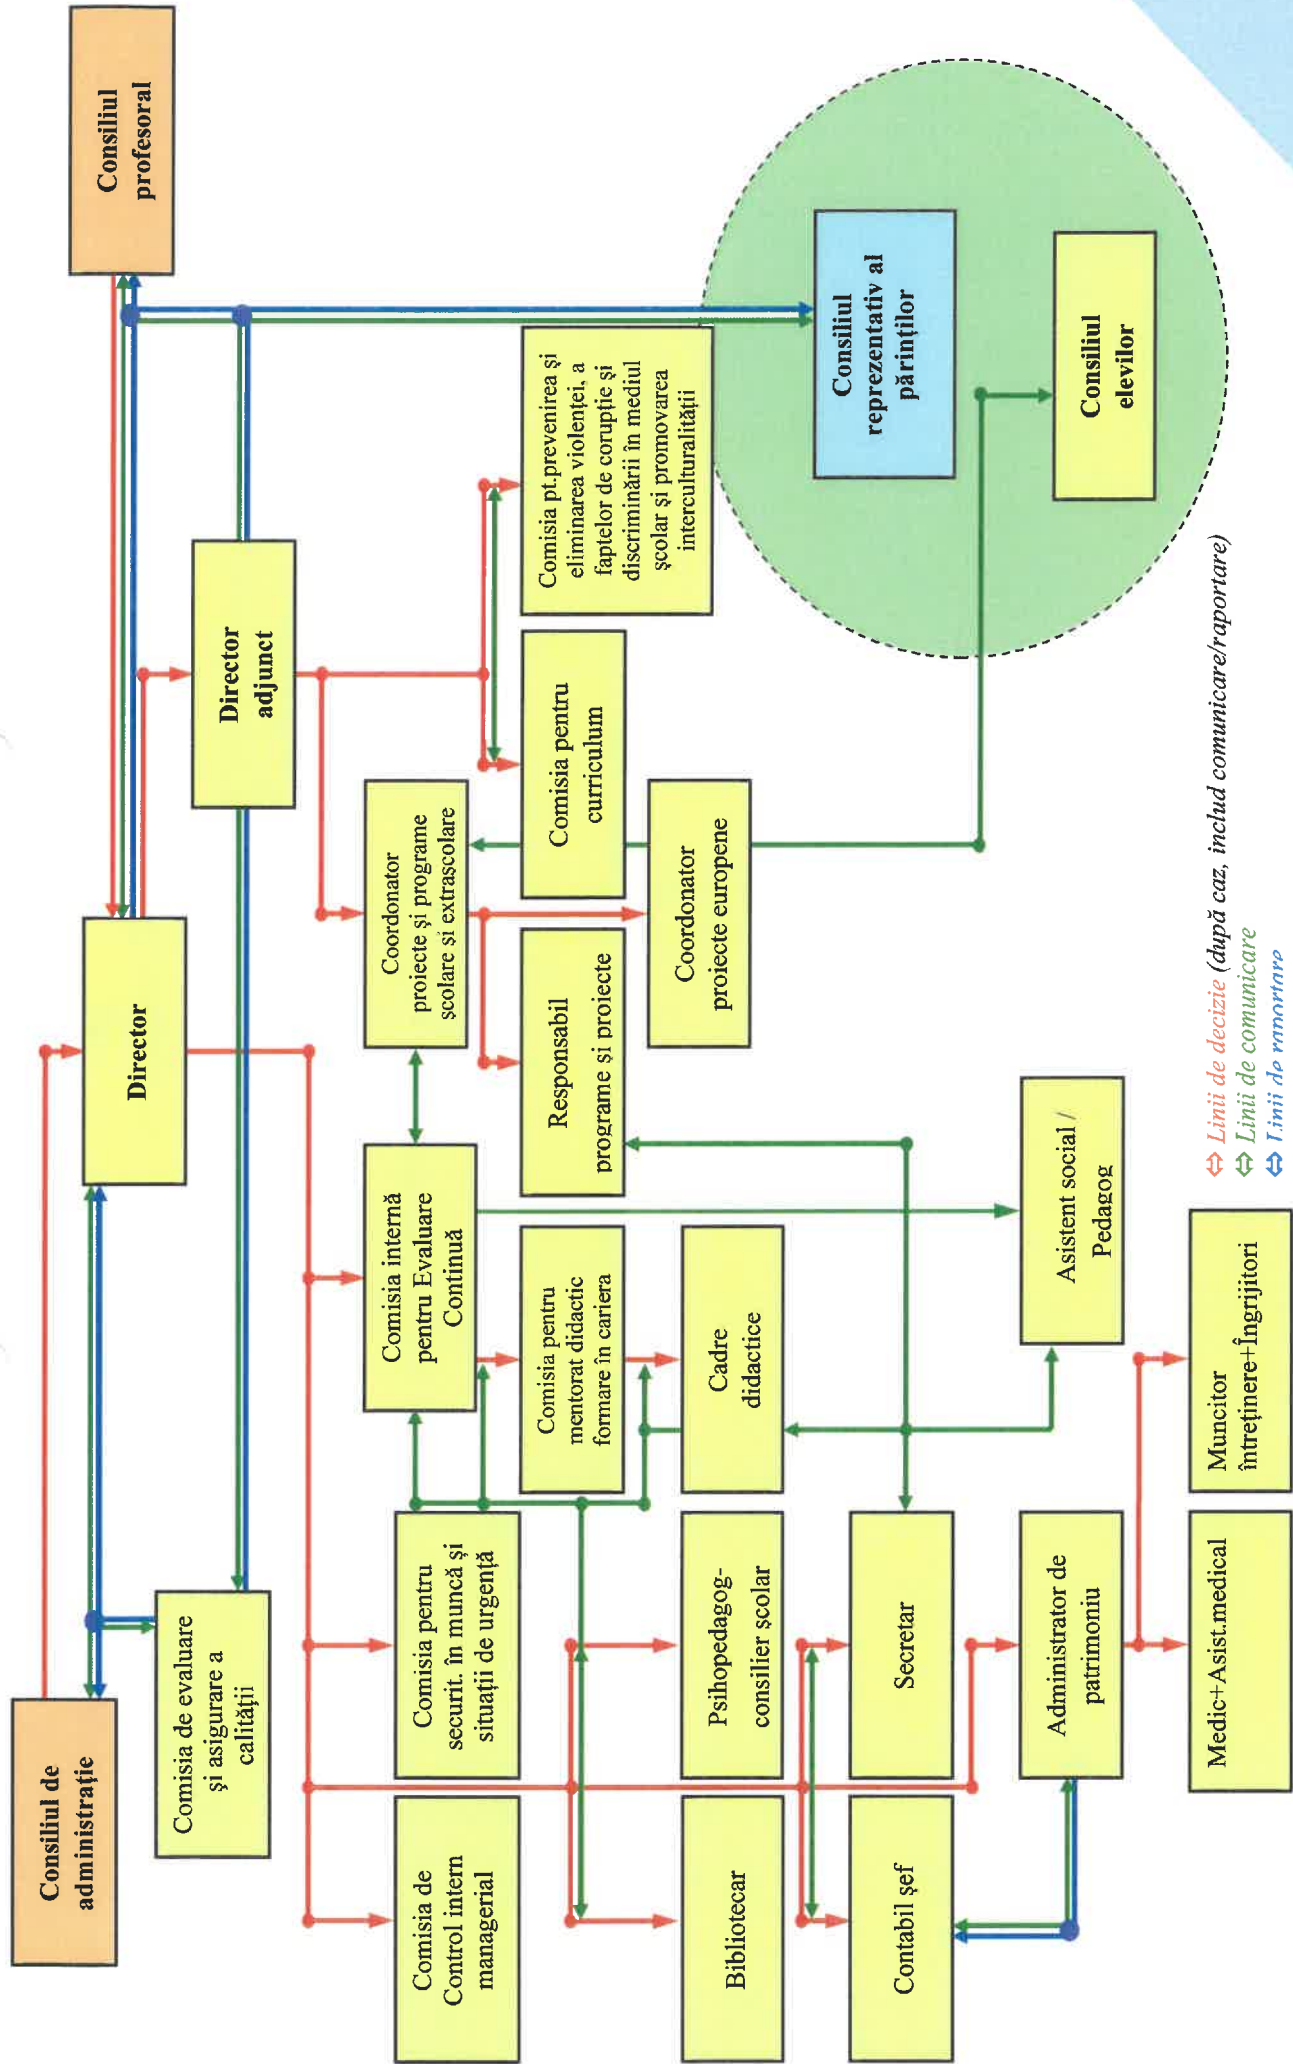 Consiliul de
administrație
Consiliul
profesoral
Director
Comisia de evaluare
și asigurare a
calității
Director
adjunct
Comisia internă
pentru Evaluare
Continuă
Coordonator
proiecte și programe
școlare si extrascolare
Comisia de
Control intern
managerial
Comisia pentru
securit. în muncă și
situații de urgență
Comisia pentru
mentorat didactic
formare în cariera
Responsabil
programe și proiecte
Comisia pentru
curriculum
Comisia pt.prevenirea și
eliminarea violenței, a
faptelor de corupție și
discriminării în mediul
școlar și promovarea
interculturalității
Bibliotecar
Psihopedagog-
consilier școlar
Cadre
didactice
Coordonator
proiecte europene
Consiliul
reprezentativ al
părinților
Contabil șef
Secretar
Administrator de
patrimoniu
Asistent social /
Pedagog
Consiliul
elevilor
Medic+Asist.medical
Muncitor
întreținere+Îngrijitori
⇔ Linii de decizie (după caz, includ comunicare/raportare)
⇔ Linii de comunicare
⇔ Linii de raportare